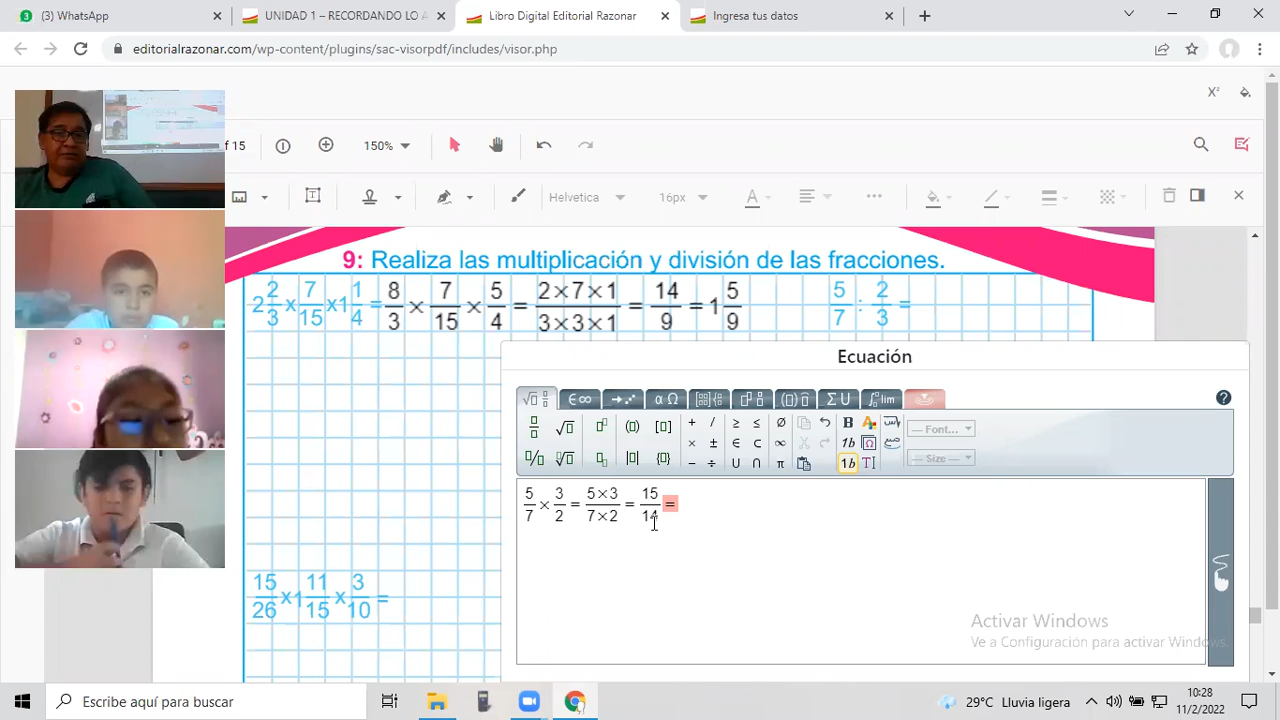 WhatsApp
UNIDAD 1 – RECORDANDO LO A
Libro Digital Editorial Razonar
Ingresa tus datos
editorialrazonar.com/wp-content/plugins/sac-visorpdf/includes/visor.php
X²
15
150%
Helvetica
16px
9: Realiza las multiplicación y división de las fracciones.
2 2/3 x 7/15 x 1 1/4 = 8/3 × 7/15 × 5/4 = 2×7×1/3×3×1 = 14/9 = 1 5/9
5/7 : 2/3 =
Ecuación
Font...
Size
5/7 × 3/2 = 5×3/7×2 = 15/14 =
15/26 x 1 11/15 x 3/10 =
Activar Windows
Ve a Configuración para activar Windows.
Escribe aquí para buscar
29°C Lluvia ligera
10:28
11/2/2022